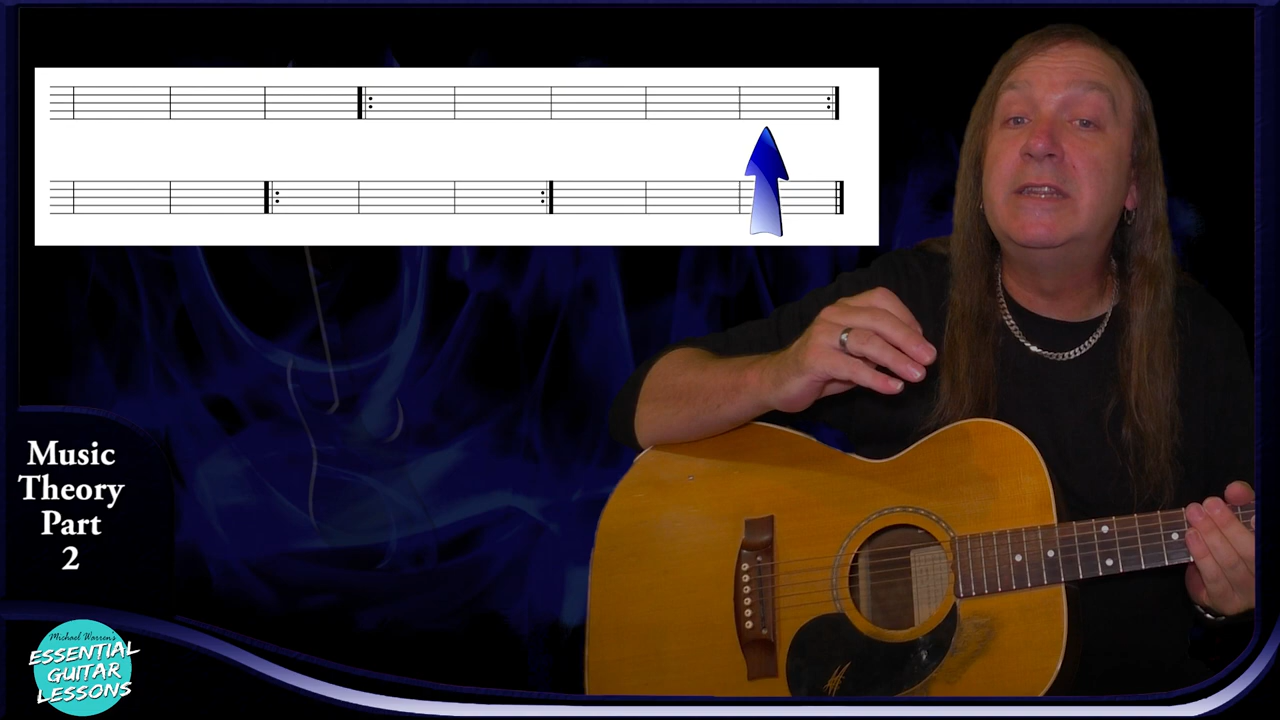 Music
Theory
Part
2
Michael Warren's
ESSENTIAL
GUITAR
LESSONS